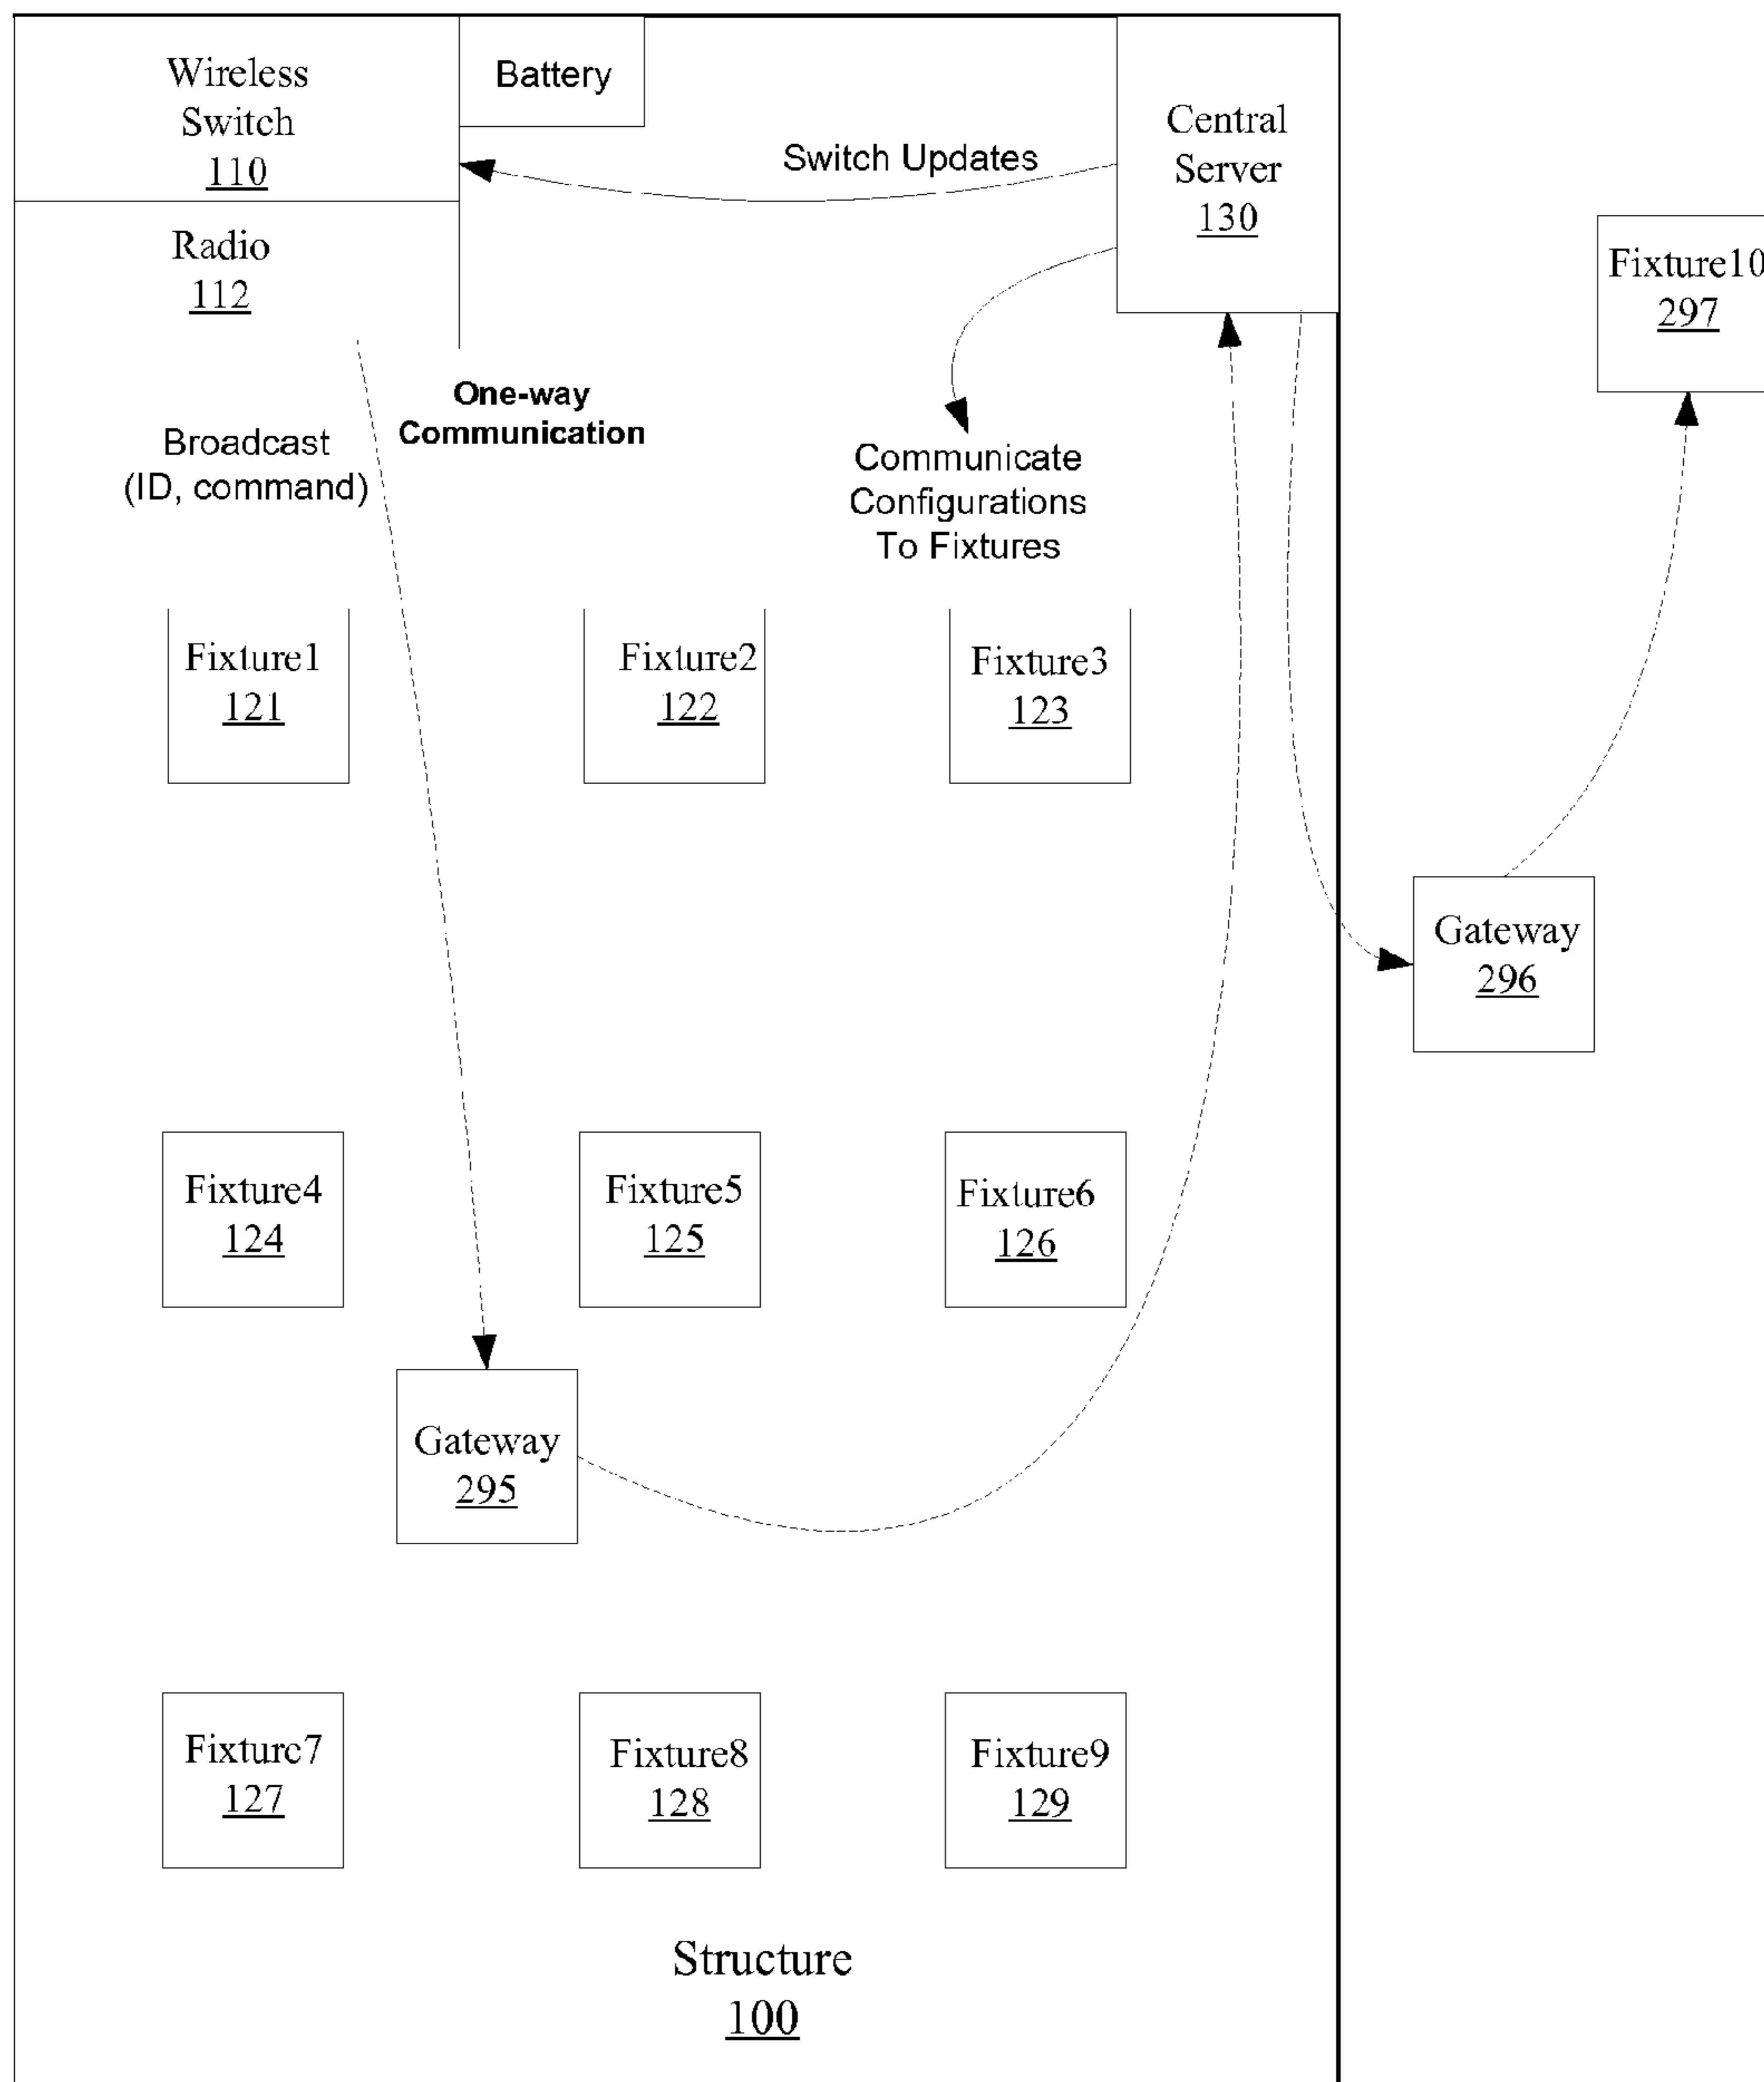 Wireless
Switch
110
Battery
Switch Updates
Central
Server
130
Radio
112
Fixture10
297
One-way
Communication
Broadcast
(ID, command)
Communicate
Configurations
To Fixtures
Fixture1
121
Fixture2
122
Fixture3
123
Gateway
296
Fixture4
124
Fixture5
125
Fixture6
126
Gateway
295
Fixture7
127
Fixture8
128
Fixture9
129
Structure
100